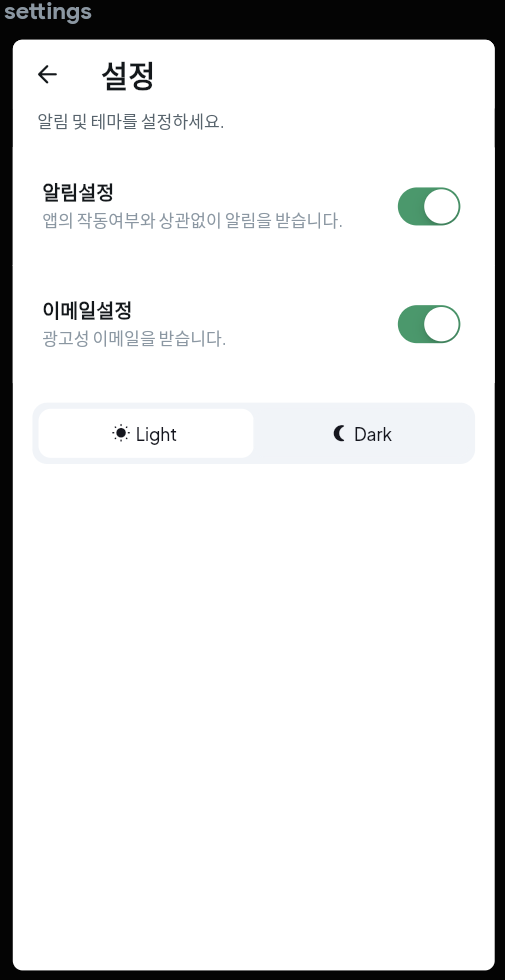 settings
설정
알림 및 테마를 설정하세요.
알림설정
앱의 작동여부와 상관없이 알림을 받습니다.
이메일설정
광고성 이메일을 받습니다.
Light
Dark